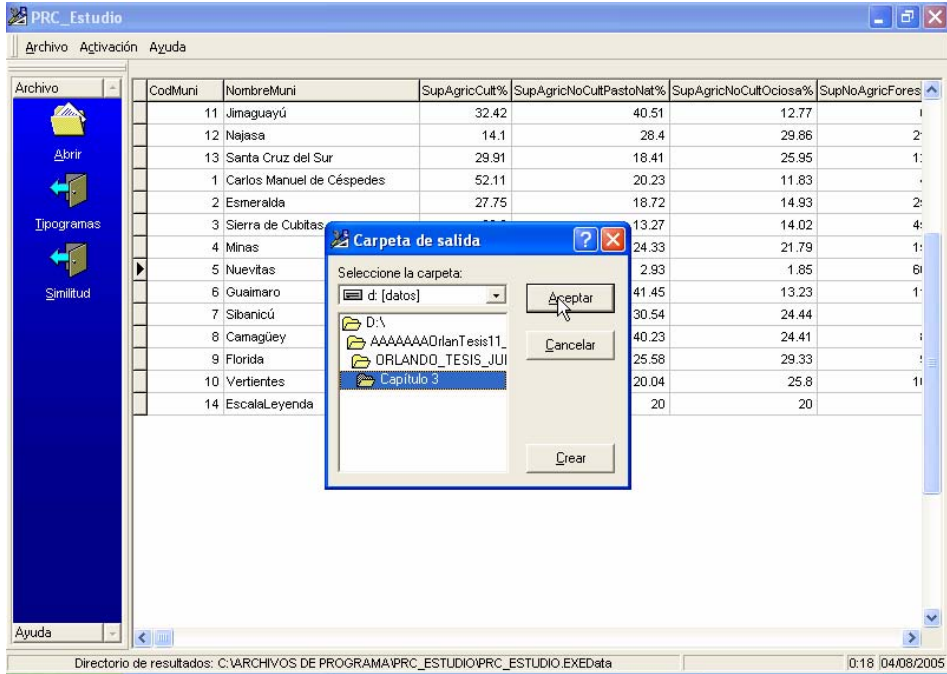 PRC_Estudio
Archivo Activación Ayuda
Archivo
Abrir
Tipogramas
Similitud
Ayuda
CodMuni NombreMuni SupAgricCult% SupAgricNoCultPastoNat% SupAgricNoCultOciosa% SupNoAgricFores
11 Jimaguayú 32.42 40.51 12.77
12 Najasa 14.1 28.4 29.86
13 Santa Cruz del Sur 29.91 18.41 25.95
1 Carlos Manuel de Céspedes 52.11 20.23 11.83
2 Esmeralda 27.75 18.72 14.93
3 Sierra de Cubitas 13.27 14.02
4 Minas 24.33 21.79
5 Nuevitas 2.93 1.85
6 Guaimaro 41.45 13.23
7 Sibanicú 30.54 24.44
8 Camagüey 40.23 24.41
9 Florida 25.58 29.33
10 Vertientes 20.04 25.8
14 EscalaLeyenda 20 20
Carpeta de salida
Seleccione la carpeta:
d: [datos]
D:\
AAAAAAAOrlanTesis11_
ORLANDO_TESIS_JUI
Capítulo 3
Aceptar
Cancelar
Crear
Directorio de resultados: C:\ARCHIVOS DE PROGRAMA\PRC_ESTUDIO\PRC_ESTUDIO.EXEData
0:18 04/08/2005